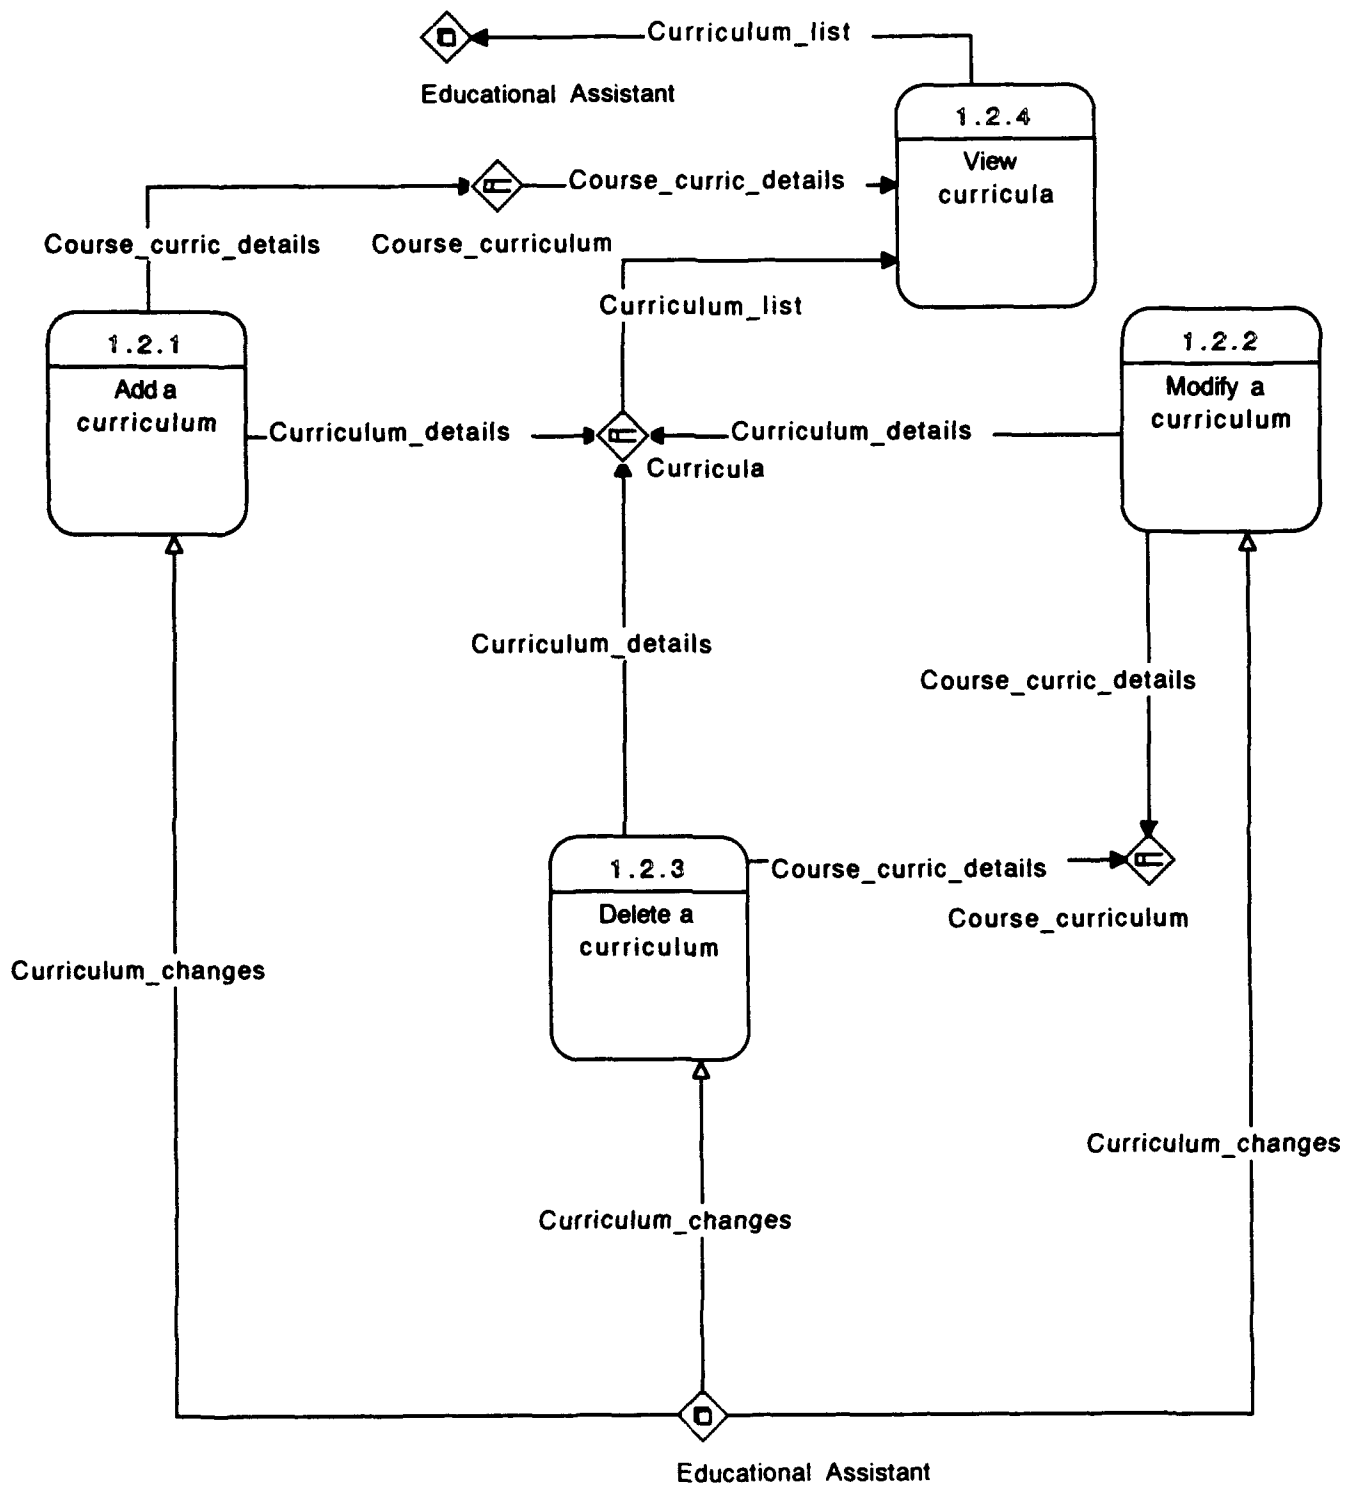 Curriculum_list
Educational Assistant
1.2.4
View
curricula
Course_curric_details
Course_curric_details
Course_curriculum
Curriculum_list
1.2.1
Add a
curriculum
1.2.2
Modify a
curriculum
Curriculum_details
Curriculum_details
Curricula
Curriculum_details
Course_curric_details
1.2.3
Delete a
curriculum
Course_curric_details
Course_curriculum
Curriculum_changes
Curriculum_changes
Curriculum_changes
Educational Assistant